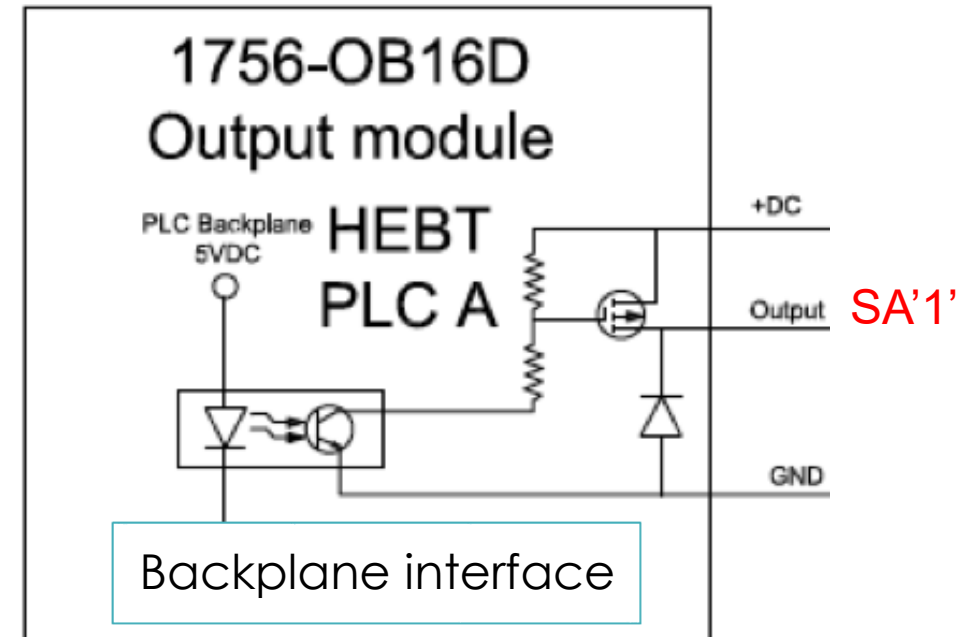 1756-OB16D
Output module
PLC Backplane
5VDC
HEBT
PLC A
+DC
Output
SA’1’
GND
Backplane interface